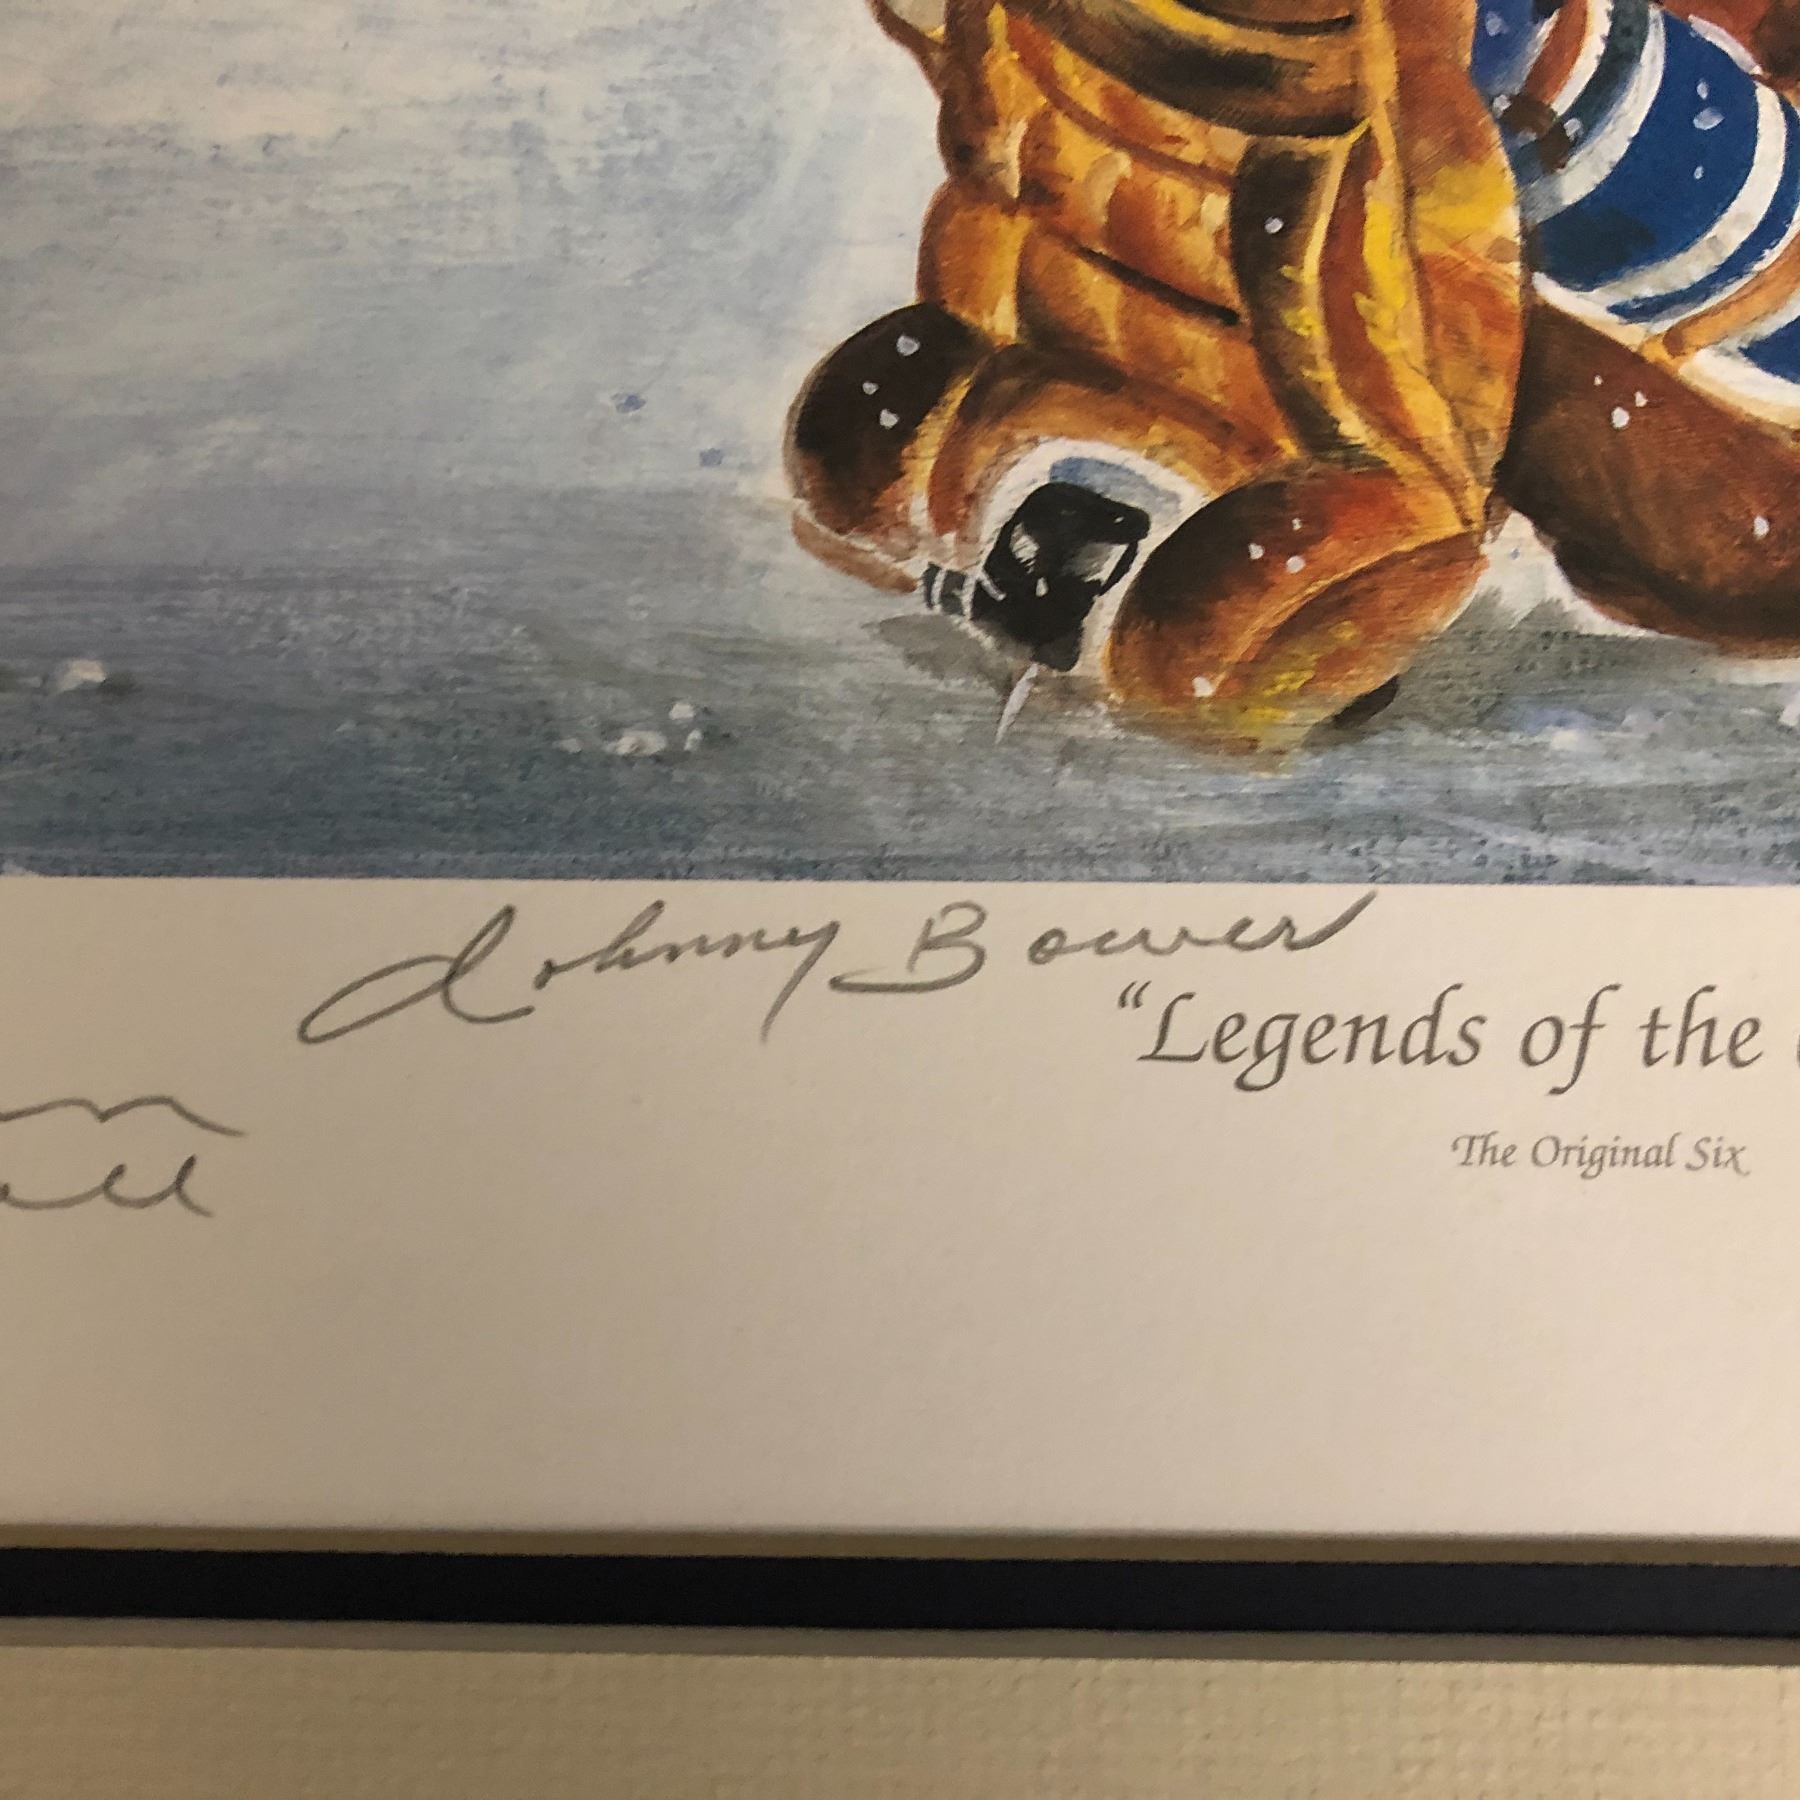 Johnny Bower
"Legends of the
The Original Six